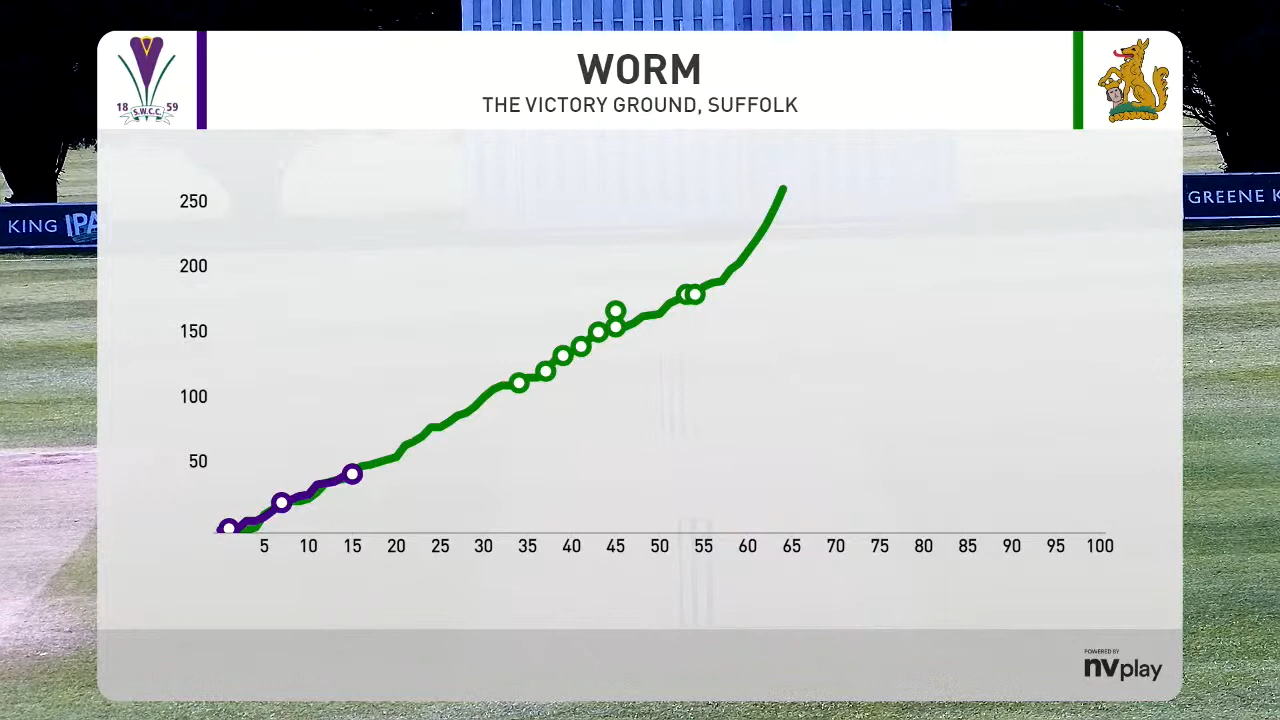 WORM
THE VICTORY GROUND, SUFFOLK
18 59
S.W.C.C.
250
200
150
100
50
5 10 15 20 25 30 35 40 45 50 55 60 65 70 75 80 85 90 95 100
KING IPA
GREENE K
POWERED BY
nvplay